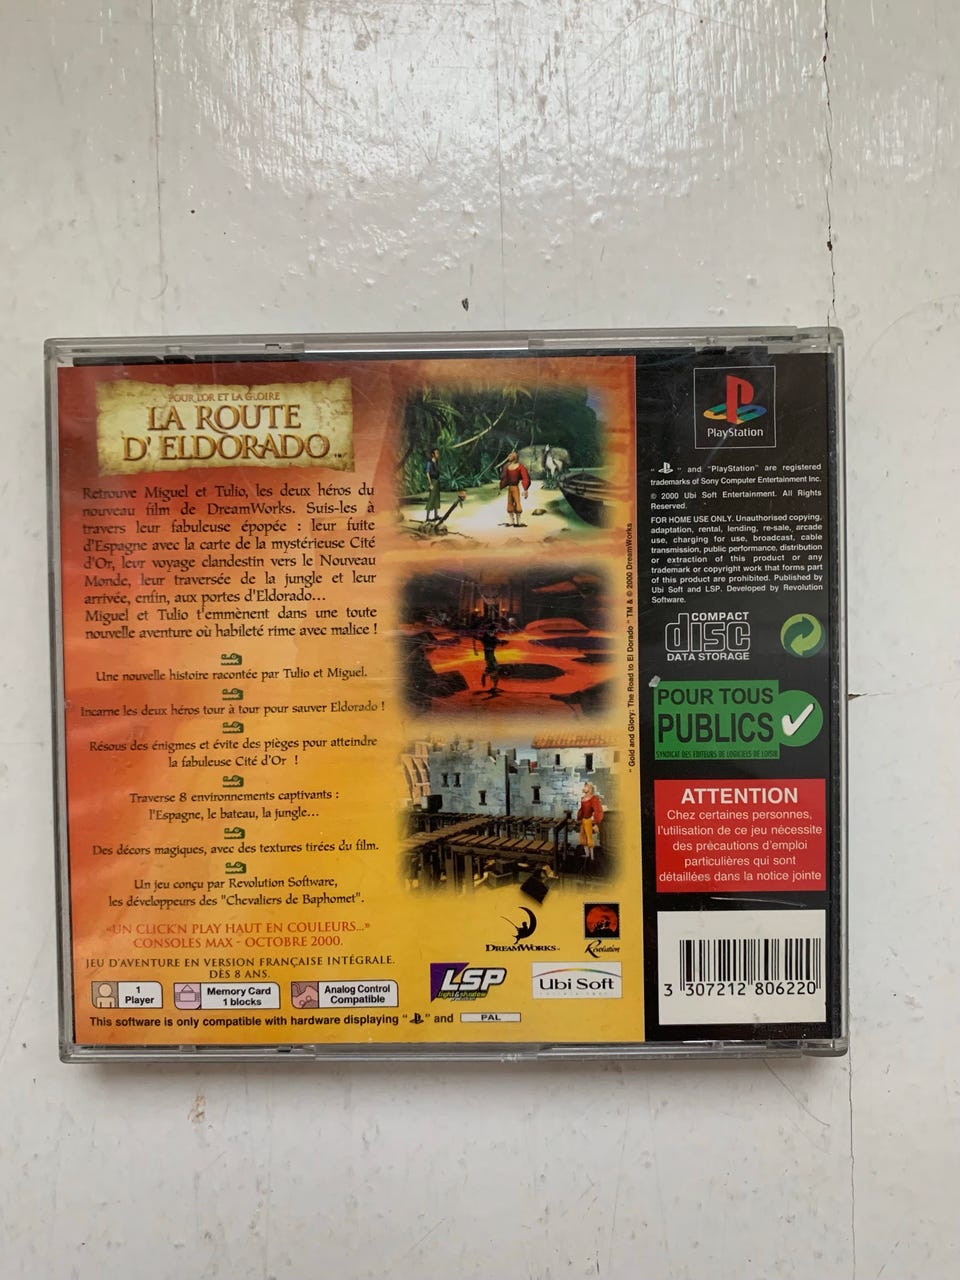 POUR L'OR ET LA GLOIRE
LA ROUTE
D'ELDORADO™
Retrouve Miguel et Tulio, les deux héros du
nouveau film de DreamWorks. Suis-les à
travers leur fabuleuse épopée : leur fuite
d'Espagne avec la carte de la mystérieuse Cité
d'Or, leur voyage clandestin vers le Nouveau
Monde, leur traversée de la jungle et leur
arrivée, enfin, aux portes d'Eldorado...
Miguel et Tulio t'emmènent dans une toute
nouvelle aventure où habileté rime avec malice !
Une nouvelle histoire racontée par Tulio et Miguel.
Incarne les deux héros tour à tour pour sauver Eldorado !
Résous des énigmes et évite des pièges pour atteindre
la fabuleuse Cité d'Or !
Traverse 8 environnements captivants :
l'Espagne, le bateau, la jungle...
Des décors magiques, avec des textures tirées du film.
Un jeu conçu par Revolution Software,
les développeurs des "Chevaliers de Baphomet".
«UN CLICK'N PLAY HAUT EN COULEURS...»
CONSOLES MAX - OCTOBRE 2000.
JEU D'AVENTURE EN VERSION FRANÇAISE INTÉGRALE.
DÈS 8 ANS.
1
Player
Memory Card
1 blocks
Analog Control
Compatible
This software is only compatible with hardware displaying " " and PAL
DREAMWORKS™
Revolution
LSP
light & shadow
Ubi Soft
"Gold and Glory: The Road to El Dorado" TM & © 2000 DreamWorks
PlayStation
" " and "PlayStation" are registered
trademarks of Sony Computer Entertainment Inc.
© 2000 Ubi Soft Entertainment. All Rights
Reserved.
FOR HOME USE ONLY. Unauthorised copying,
adaptation, rental, lending, re-sale, arcade
use, charging for use, broadcast, cable
transmission, public performance, distribution
or extraction of this product or any
trademark or copyright work that forms part
of this product are prohibited. Published by
Ubi Soft and LSP. Developed by Revolution
Software.
COMPACT
disc
DATA STORAGE
POUR TOUS
PUBLICS
SYNDICAT DES EDITEURS DE LOGICIELS DE LOISIR
ATTENTION
Chez certaines personnes,
l'utilisation de ce jeu nécessite
des précautions d'emploi
particulières qui sont
détaillées dans la notice jointe
3 307212 806220